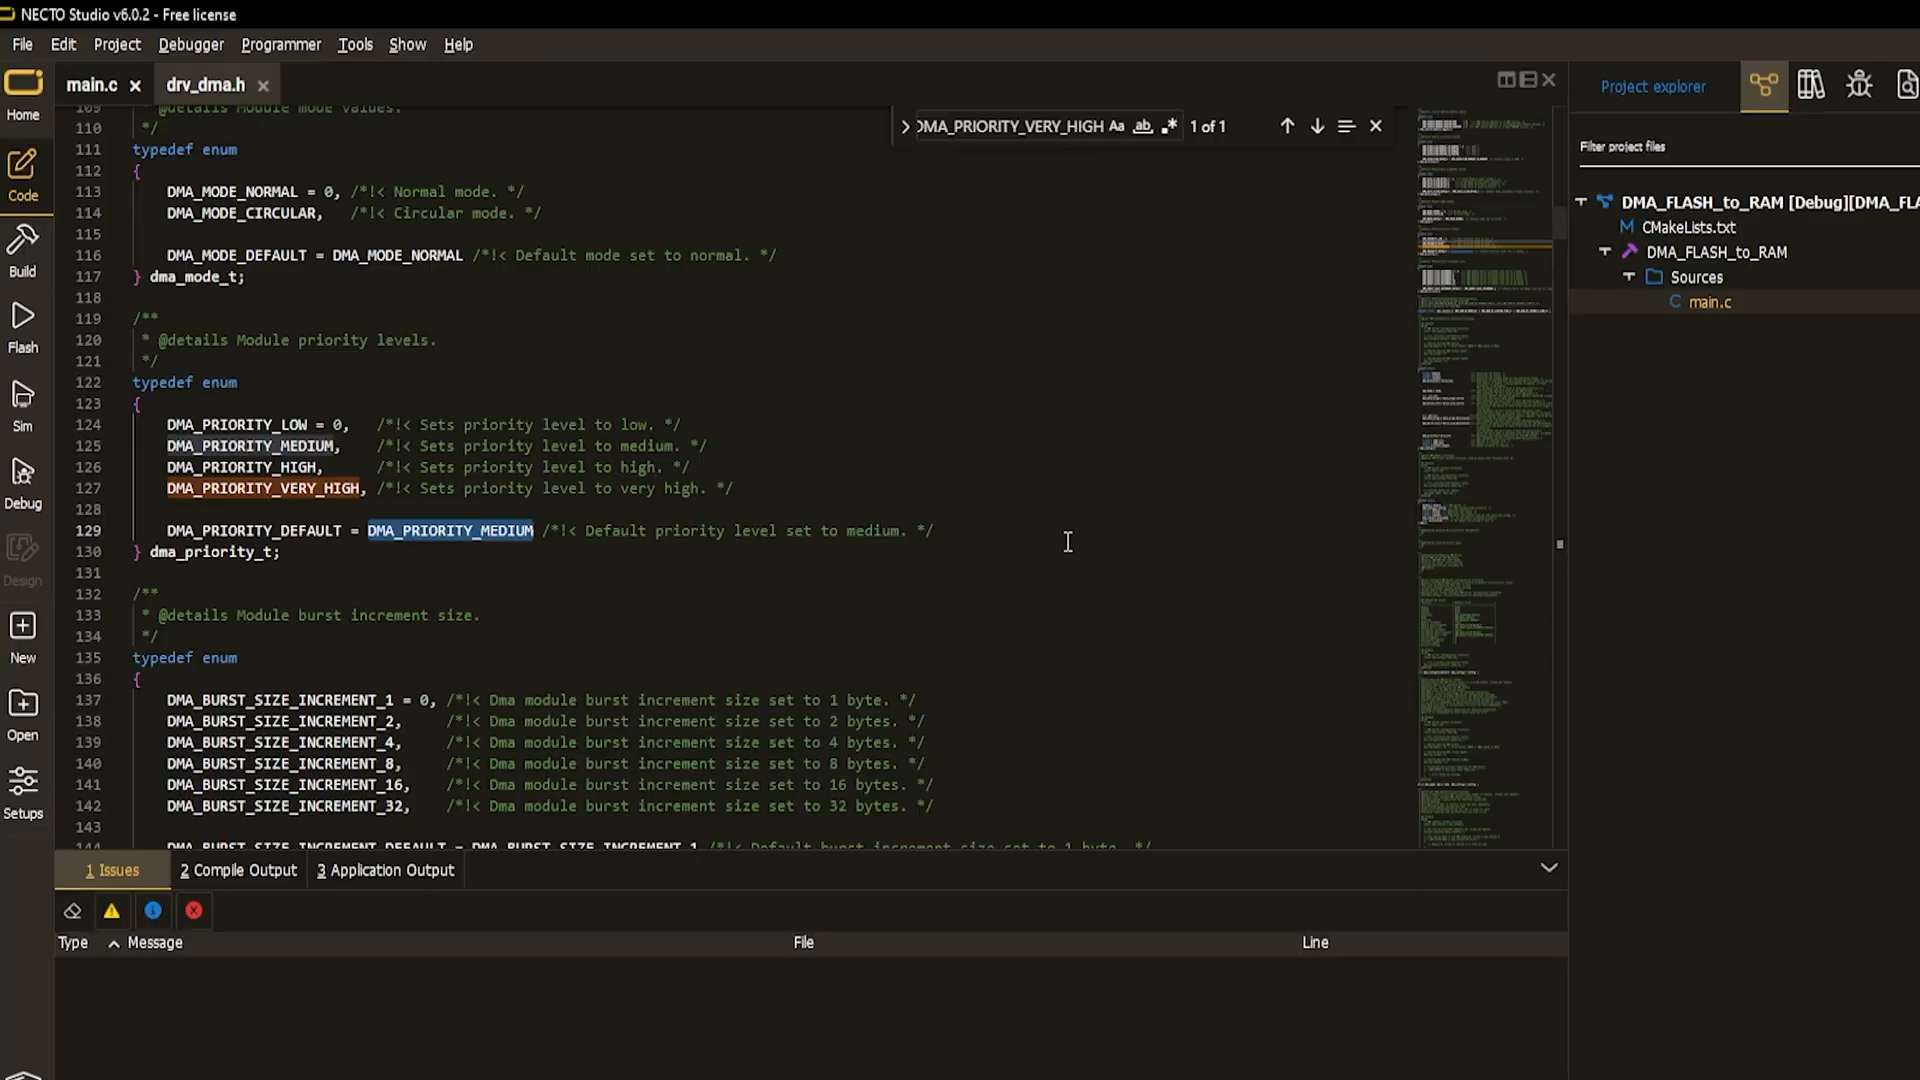 NECTO Studio v6.0.2 - Free license
File Edit Project Debugger Programmer Tools Show Help
main.c drv_dma.h
Home
Code
Build
Flash
Sim
Debug
Design
New
Open
Setups
DMA_PRIORITY_VERY_HIGH Aa ab 1 of 1
109 * @details Module mode values.
110 */
111 typedef enum
112 {
113 DMA_MODE_NORMAL = 0, /*!< Normal mode. */
114 DMA_MODE_CIRCULAR, /*!< Circular mode. */
115
116 DMA_MODE_DEFAULT = DMA_MODE_NORMAL /*!< Default mode set to normal. */
117 } dma_mode_t;
118
119 /**
120 * @details Module priority levels.
121 */
122 typedef enum
123 {
124 DMA_PRIORITY_LOW = 0, /*!< Sets priority level to low. */
125 DMA_PRIORITY_MEDIUM, /*!< Sets priority level to medium. */
126 DMA_PRIORITY_HIGH, /*!< Sets priority level to high. */
127 DMA_PRIORITY_VERY_HIGH, /*!< Sets priority level to very high. */
128
129 DMA_PRIORITY_DEFAULT = DMA_PRIORITY_MEDIUM /*!< Default priority level set to medium. */
130 } dma_priority_t;
131
132 /**
133 * @details Module burst increment size.
134 */
135 typedef enum
136 {
137 DMA_BURST_SIZE_INCREMENT_1 = 0, /*!< Dma module burst increment size set to 1 byte. */
138 DMA_BURST_SIZE_INCREMENT_2, /*!< Dma module burst increment size set to 2 bytes. */
139 DMA_BURST_SIZE_INCREMENT_4, /*!< Dma module burst increment size set to 4 bytes. */
140 DMA_BURST_SIZE_INCREMENT_8, /*!< Dma module burst increment size set to 8 bytes. */
141 DMA_BURST_SIZE_INCREMENT_16, /*!< Dma module burst increment size set to 16 bytes. */
142 DMA_BURST_SIZE_INCREMENT_32, /*!< Dma module burst increment size set to 32 bytes. */
143
144 DMA_BURST_SIZE_INCREMENT_DEFAULT = DMA_BURST_SIZE_INCREMENT_1 /*!< Default burst increment size set to 1 byte. */
1 Issues 2 Compile Output 3 Application Output
Type Message File Line
Project explorer
Filter project files
DMA_FLASH_to_RAM [Debug][DMA_FLA
M CMakeLists.txt
DMA_FLASH_to_RAM
Sources
C main.c